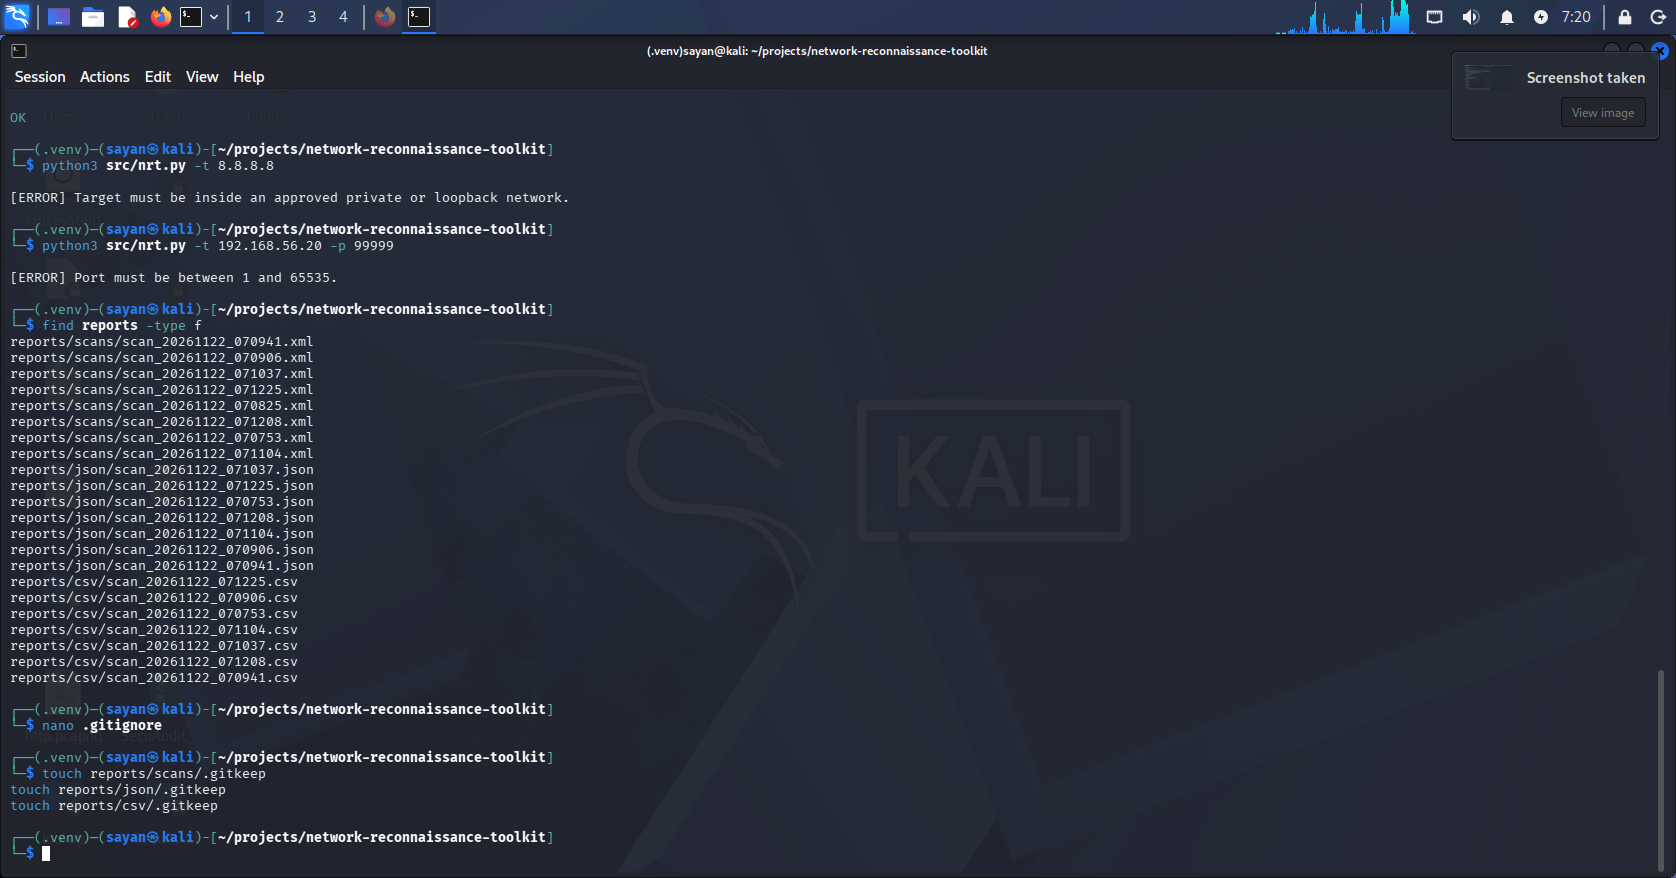 1 2 3 4 7:20
(.venv)sayan@kali: ~/projects/network-reconnaissance-toolkit
Session Actions Edit View Help
Screenshot taken
View image
OK
┌──(.venv)─(sayan㉿kali)-[~/projects/network-reconnaissance-toolkit]
└─$ python3 src/nrt.py -t 8.8.8.8
[ERROR] Target must be inside an approved private or loopback network.
┌──(.venv)─(sayan㉿kali)-[~/projects/network-reconnaissance-toolkit]
└─$ python3 src/nrt.py -t 192.168.56.20 -p 99999
[ERROR] Port must be between 1 and 65535.
┌──(.venv)─(sayan㉿kali)-[~/projects/network-reconnaissance-toolkit]
└─$ find reports -type f
reports/scans/scan_20261122_070941.xml
reports/scans/scan_20261122_070906.xml
reports/scans/scan_20261122_071037.xml
reports/scans/scan_20261122_071225.xml
reports/scans/scan_20261122_070825.xml
reports/scans/scan_20261122_071208.xml
reports/scans/scan_20261122_070753.xml
reports/scans/scan_20261122_071104.xml
reports/json/scan_20261122_071037.json
reports/json/scan_20261122_071225.json
reports/json/scan_20261122_070753.json
reports/json/scan_20261122_071208.json
reports/json/scan_20261122_071104.json
reports/json/scan_20261122_070906.json
reports/json/scan_20261122_070941.json
reports/csv/scan_20261122_071225.csv
reports/csv/scan_20261122_070906.csv
reports/csv/scan_20261122_070753.csv
reports/csv/scan_20261122_071104.csv
reports/csv/scan_20261122_071037.csv
reports/csv/scan_20261122_071208.csv
reports/csv/scan_20261122_070941.csv
┌──(.venv)─(sayan㉿kali)-[~/projects/network-reconnaissance-toolkit]
└─$ nano .gitignore
┌──(.venv)─(sayan㉿kali)-[~/projects/network-reconnaissance-toolkit]
└─$ touch reports/scans/.gitkeep
touch reports/json/.gitkeep
touch reports/csv/.gitkeep
┌──(.venv)─(sayan㉿kali)-[~/projects/network-reconnaissance-toolkit]
└─$
KALI
Home
Trash